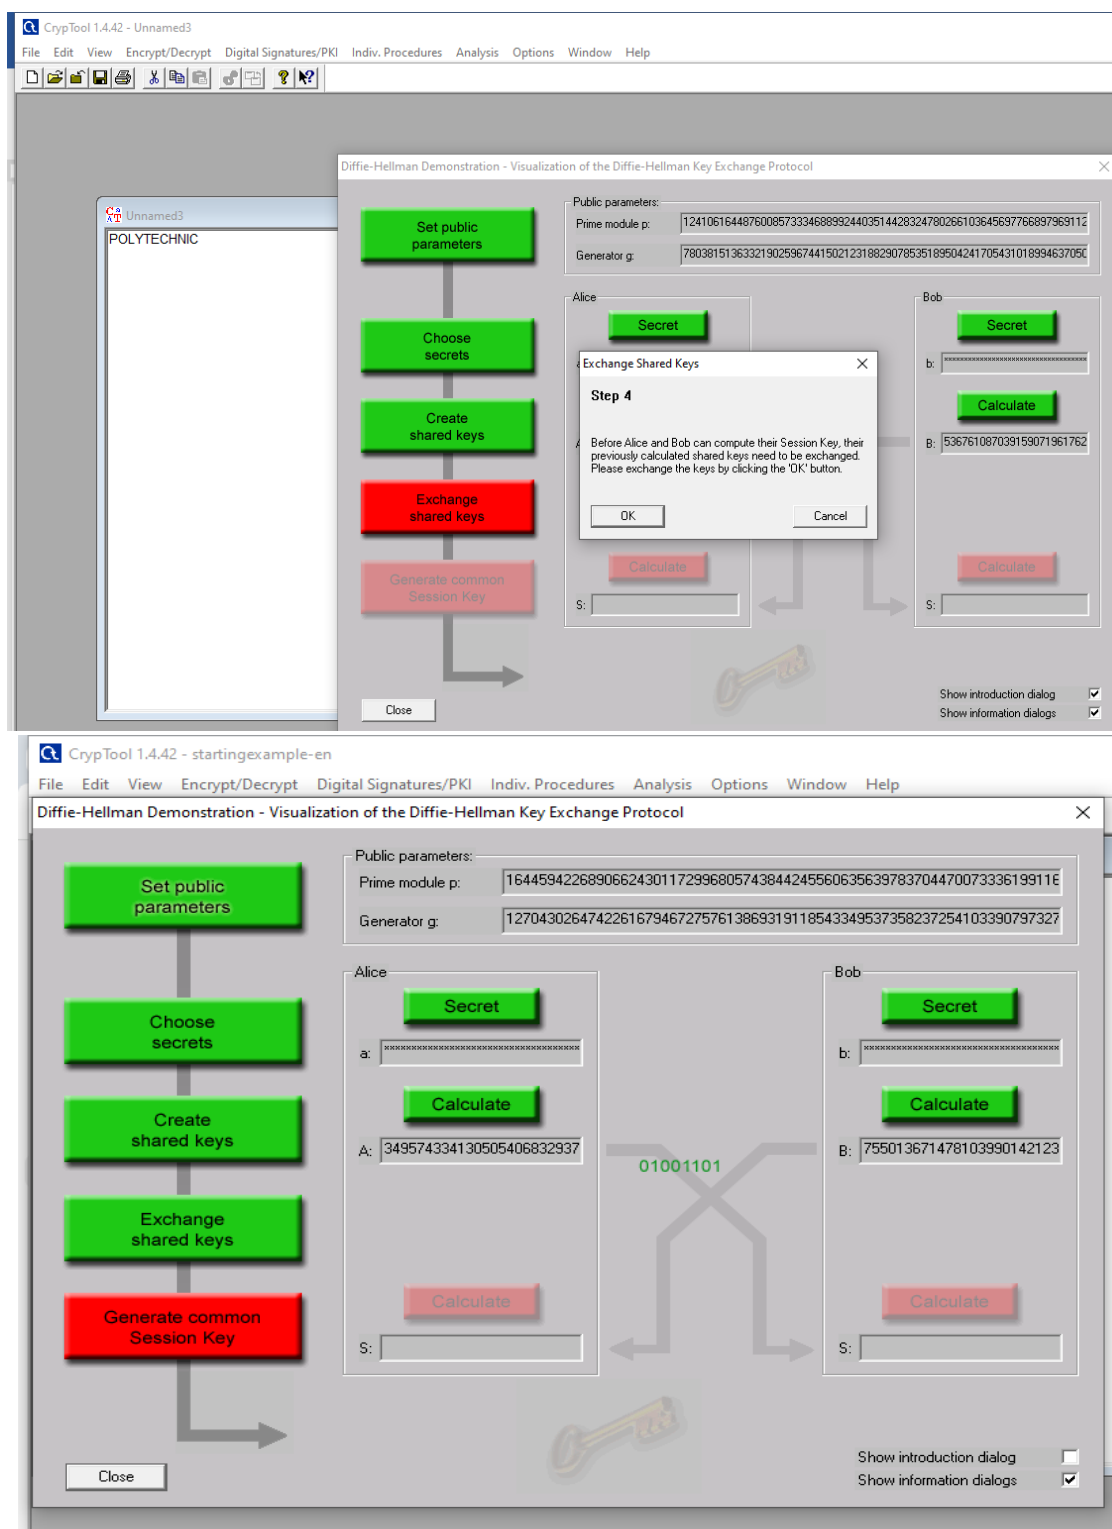 CrypTool 1.4.42 - Unnamed3
File Edit View Encrypt/Decrypt Digital Signatures/PKI Indiv. Procedures Analysis Options Window Help
Unnamed3
POLYTECHNIC
Diffie-Hellman Demonstration - Visualization of the Diffie-Hellman Key Exchange Protocol
Set public
parameters
Choose
secrets
Create
shared keys
Exchange
shared keys
Generate common
Session Key
Close
Public parameters:
Prime module p: 12410616448760085733346889924403514428324780266103645697766897969112
Generator g: 78038151363321902596744150212318829078535189504241705431018994637050
Alice
Secret
Calculate
S:
Exchange Shared Keys
Step 4
Before Alice and Bob can compute their Session Key, their
previously calculated shared keys need to be exchanged.
Please exchange the keys by clicking the 'OK' button.
OK Cancel
Bob
Secret
b: ************************************
Calculate
B: 536761087039159071961762
Calculate
S:
Show introduction dialog
Show information dialogs
CrypTool 1.4.42 - startingexample-en
File Edit View Encrypt/Decrypt Digital Signatures/PKI Indiv. Procedures Analysis Options Window Help
Diffie-Hellman Demonstration - Visualization of the Diffie-Hellman Key Exchange Protocol
Set public
parameters
Choose
secrets
Create
shared keys
Exchange
shared keys
Generate common
Session Key
Close
Public parameters:
Prime module p: 16445942268906624301172996805743844245560635639783704470073336199116
Generator g: 12704302647422616794672757613869319118543349537358237254103390797327
Alice
Secret
a: ************************************
Calculate
A: 349574334130505406832937
Calculate
S:
01001101
Bob
Secret
b: ************************************
Calculate
B: 755013671478103990142123
Calculate
S:
Show introduction dialog
Show information dialogs